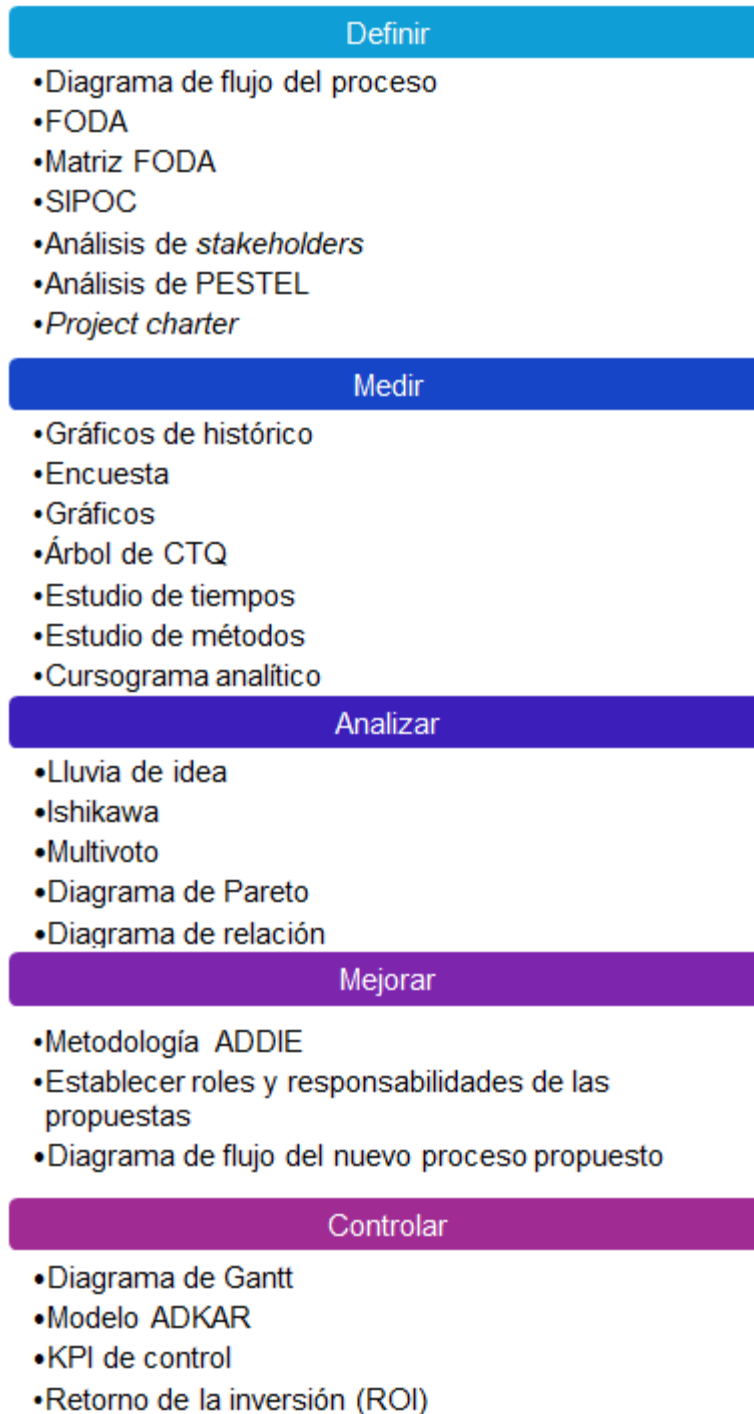 Definir
•Diagrama de flujo del proceso
•FODA
•Matriz FODA
•SIPOC
•Análisis de stakeholders
•Análisis de PESTEL
•Project charter
Medir
•Gráficos de histórico
•Encuesta
•Gráficos
•Árbol de CTQ
•Estudio de tiempos
•Estudio de métodos
•Cursograma analítico
Analizar
•Lluvia de idea
•Ishikawa
•Multivoto
•Diagrama de Pareto
•Diagrama de relación
Mejorar
•Metodología ADDIE
•Establecer roles y responsabilidades de las
propuestas
•Diagrama de flujo del nuevo proceso propuesto
Controlar
•Diagrama de Gantt
•Modelo ADKAR
•KPI de control
•Retorno de la inversión (ROI)